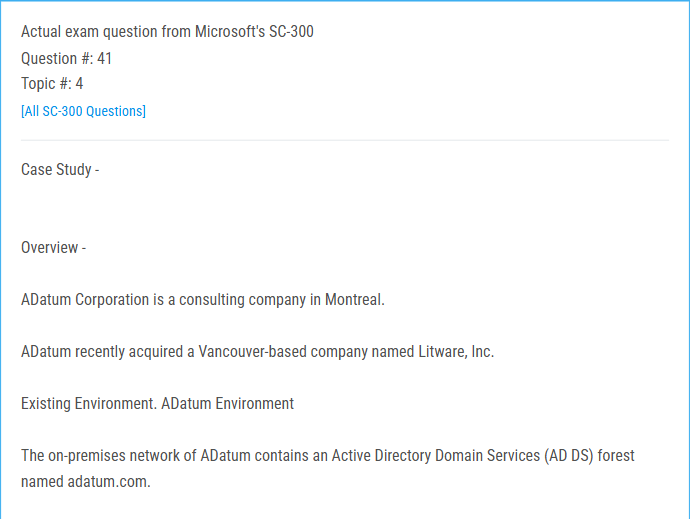 Actual exam question from Microsoft's SC-300
Question #: 41
Topic #: 4
[All SC-300 Questions]
Case Study -
Overview -
ADatum Corporation is a consulting company in Montreal.
ADatum recently acquired a Vancouver-based company named Litware, Inc.
Existing Environment. ADatum Environment
The on-premises network of ADatum contains an Active Directory Domain Services (AD DS) forest
named adatum.com.